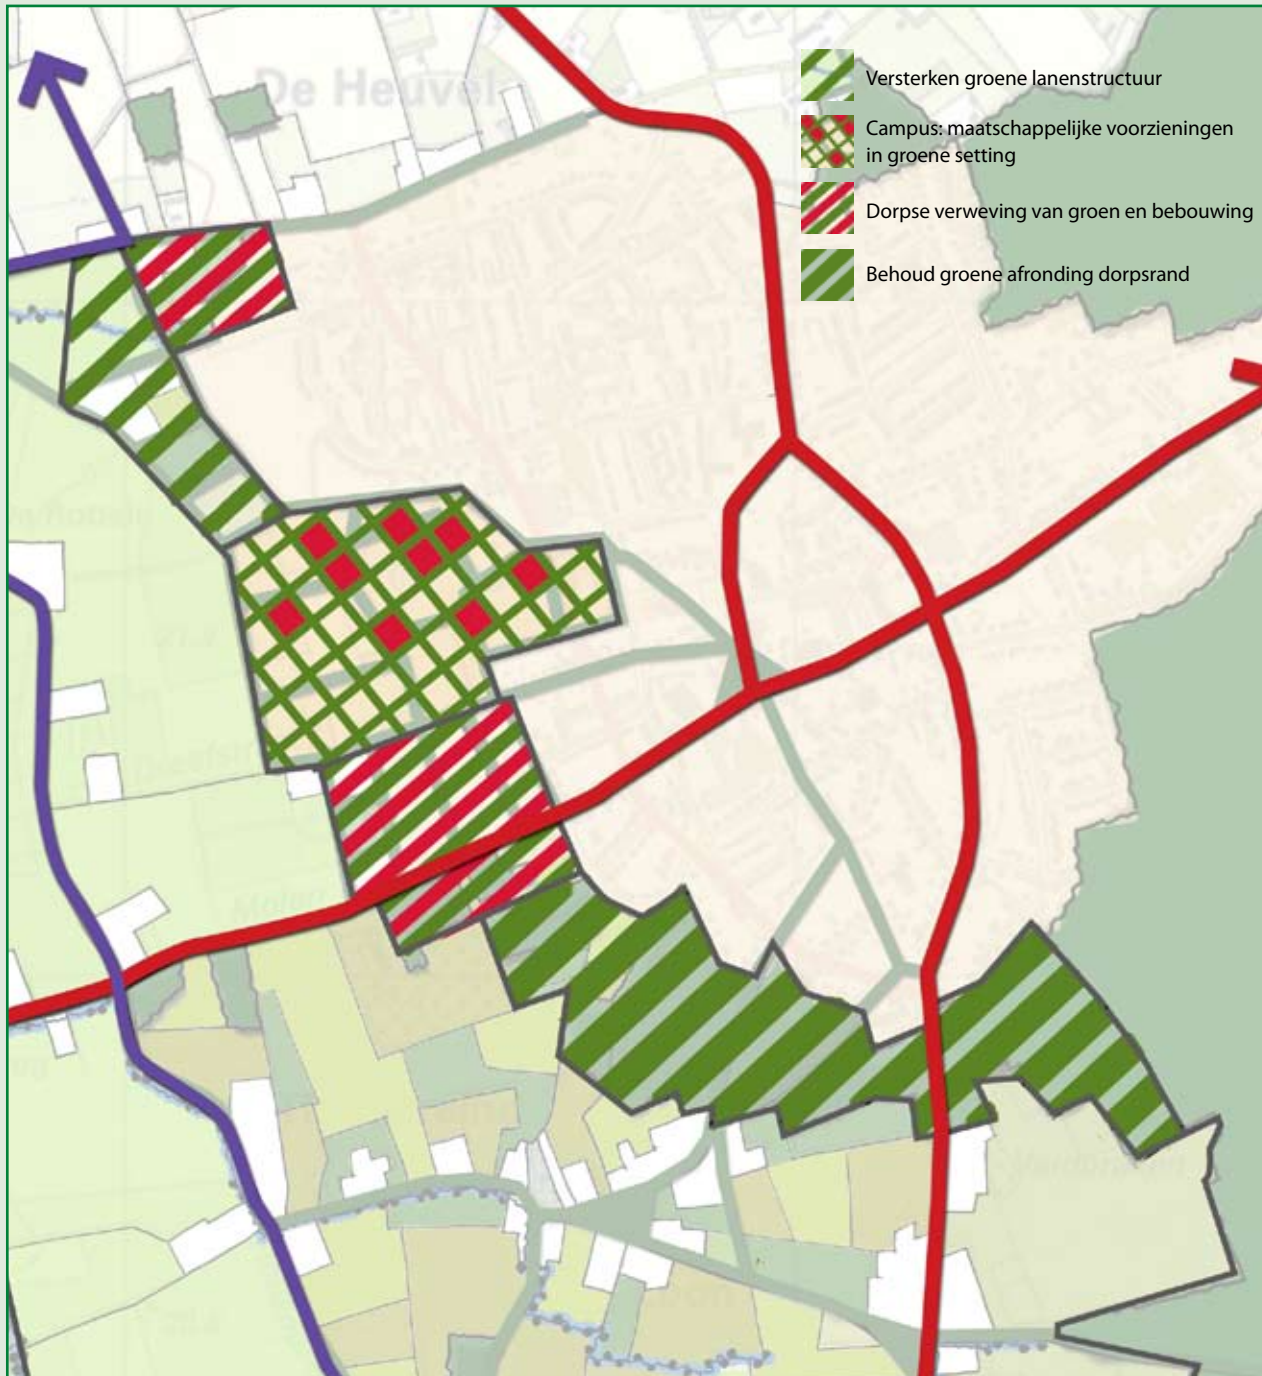 De Heuvel
Versterken groene lanenstructuur
Campus: maatschappelijke voorzieningen
in groene setting
Dorpse verweving van groen en bebouwing
Behoud groene afronding dorpsrand